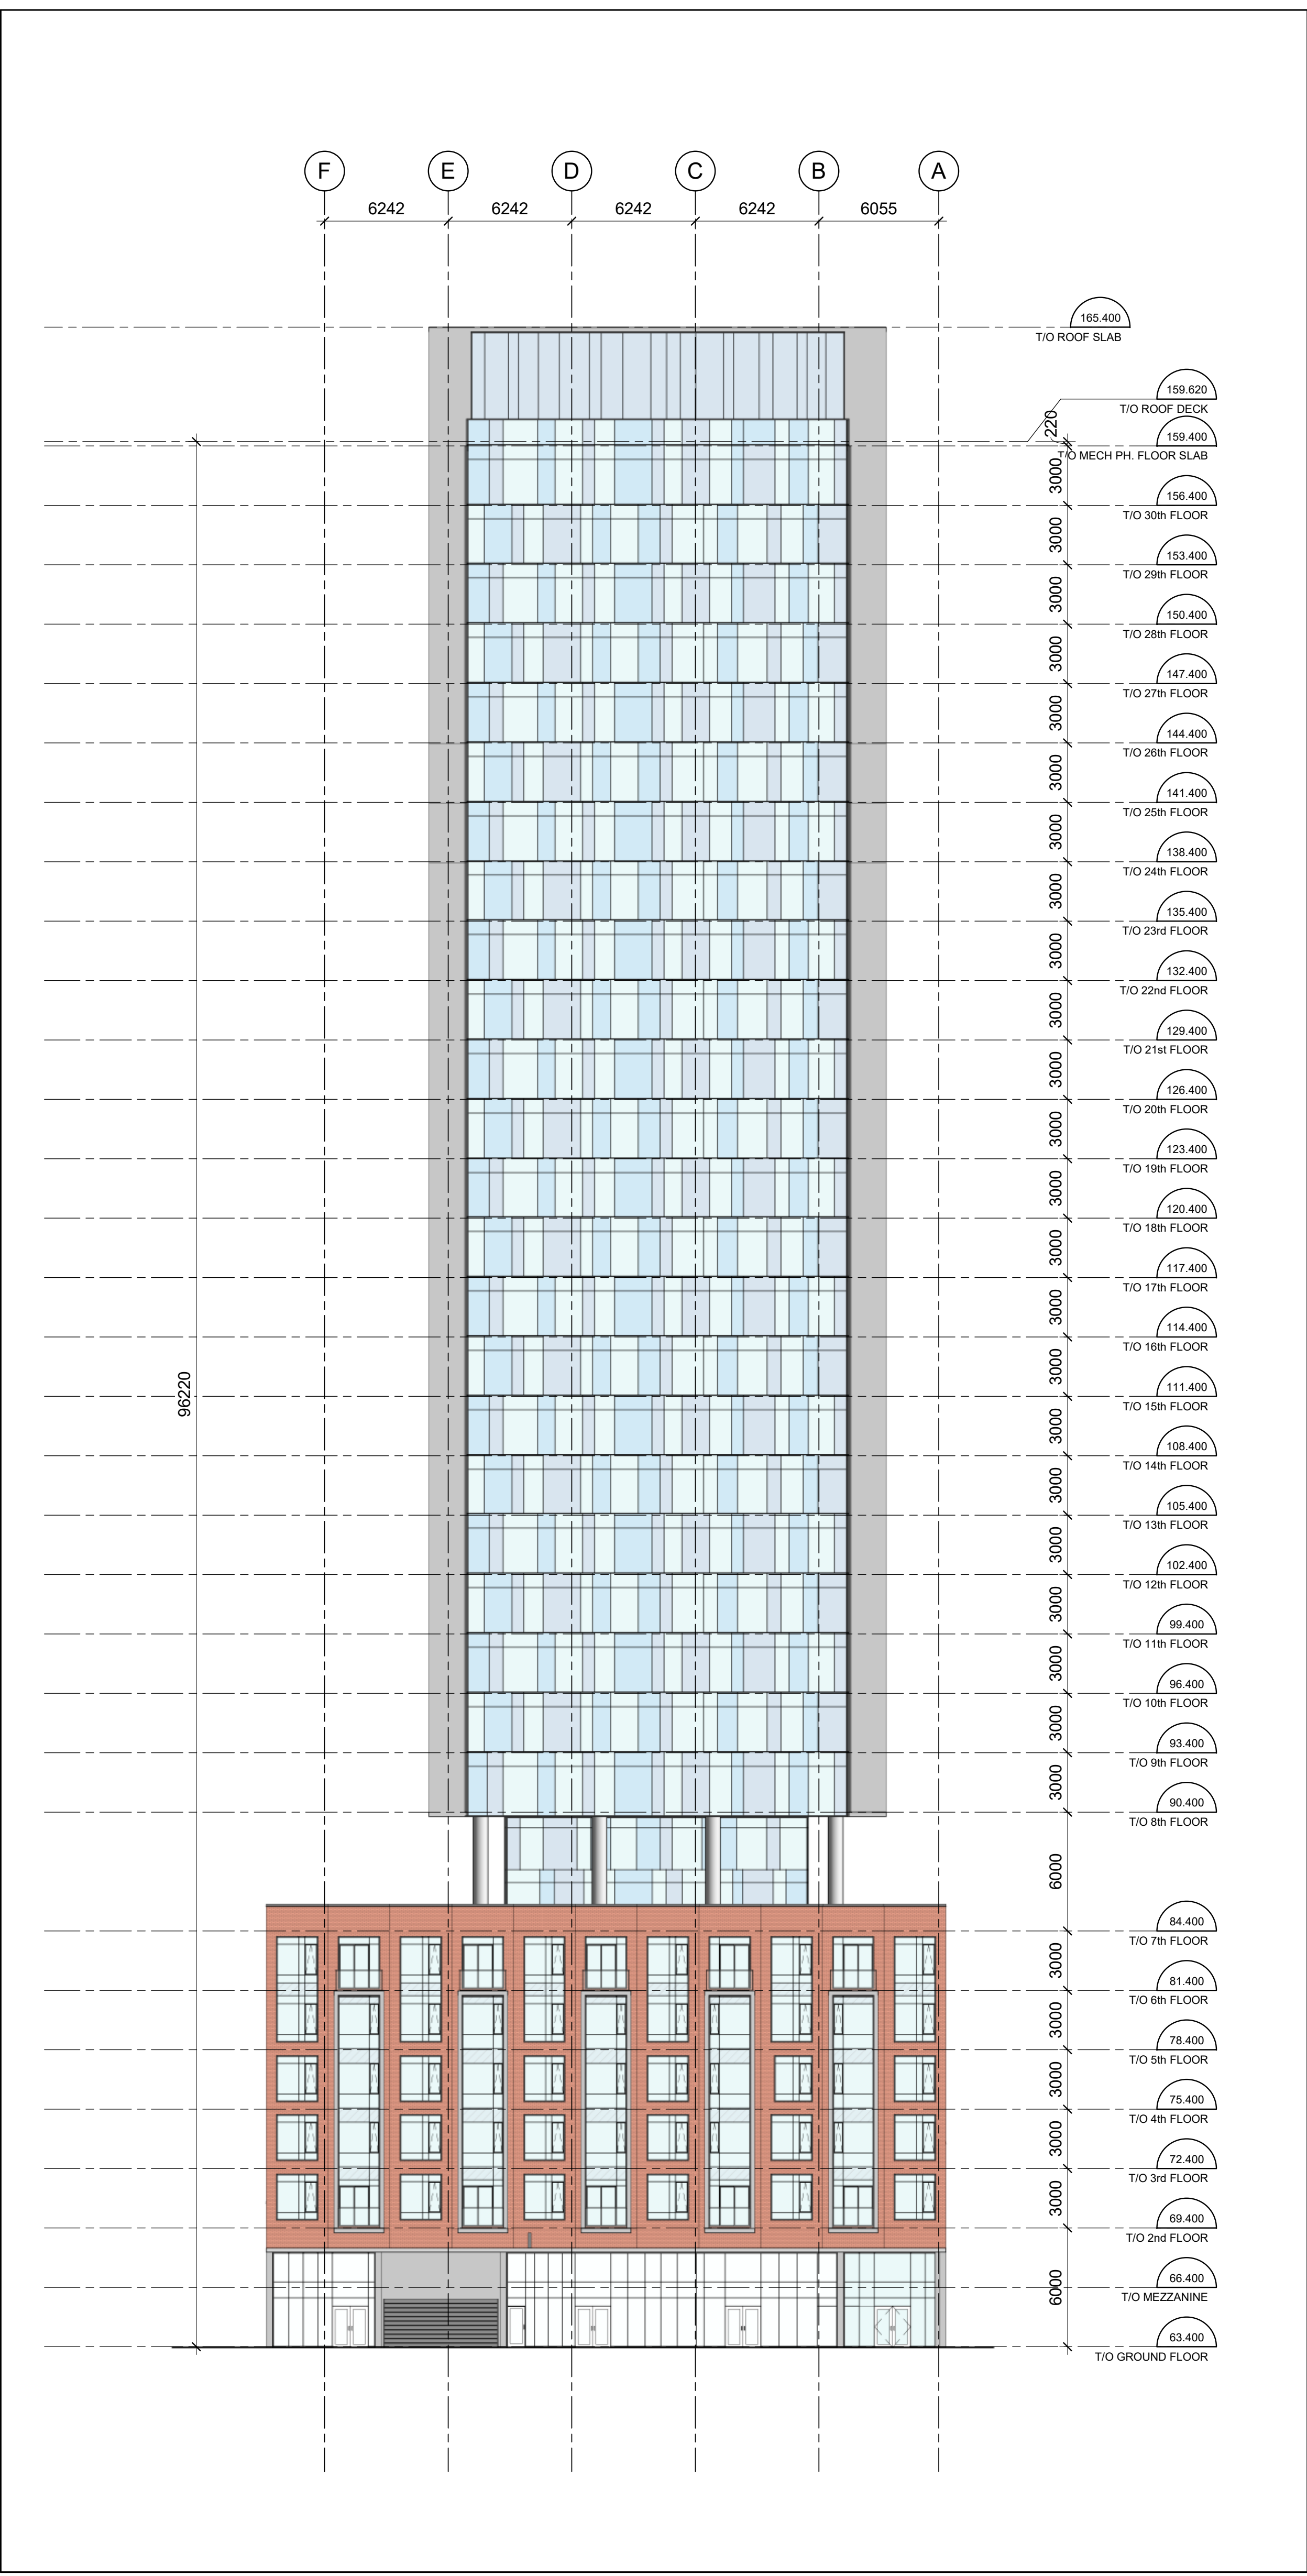 F E D C B A
6242 6242 6242 6242 6055
165.400
T/O ROOF SLAB
159.620
T/O ROOF DECK
220
159.400
T/O MECH PH. FLOOR SLAB
3000
156.400
T/O 30th FLOOR
3000
153.400
T/O 29th FLOOR
3000
150.400
T/O 28th FLOOR
3000
147.400
T/O 27th FLOOR
3000
144.400
T/O 26th FLOOR
3000
141.400
T/O 25th FLOOR
3000
138.400
T/O 24th FLOOR
3000
135.400
T/O 23rd FLOOR
3000
132.400
T/O 22nd FLOOR
3000
129.400
T/O 21st FLOOR
3000
126.400
T/O 20th FLOOR
3000
123.400
T/O 19th FLOOR
3000
120.400
T/O 18th FLOOR
3000
117.400
T/O 17th FLOOR
3000
114.400
T/O 16th FLOOR
96220
3000
111.400
T/O 15th FLOOR
3000
108.400
T/O 14th FLOOR
3000
105.400
T/O 13th FLOOR
3000
102.400
T/O 12th FLOOR
3000
99.400
T/O 11th FLOOR
3000
96.400
T/O 10th FLOOR
3000
93.400
T/O 9th FLOOR
3000
90.400
T/O 8th FLOOR
6000
84.400
T/O 7th FLOOR
3000
81.400
T/O 6th FLOOR
3000
78.400
T/O 5th FLOOR
3000
75.400
T/O 4th FLOOR
3000
72.400
T/O 3rd FLOOR
3000
69.400
T/O 2nd FLOOR
6000
66.400
T/O MEZZANINE
63.400
T/O GROUND FLOOR